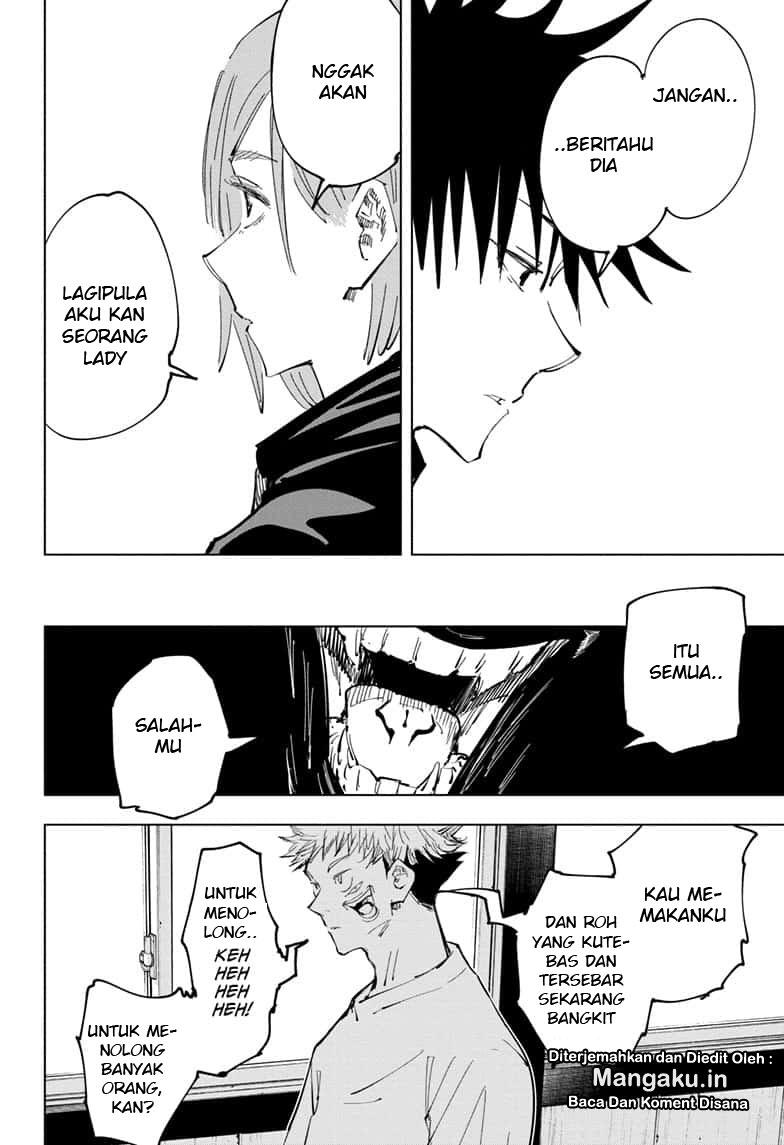 JANGAN..
..BERITAHU
DIA
NGGAK
AKAN
LAGIPULA
AKU KAN
SEORANG
LADY
ITU
SEMUA..
SALAH-
MU
KAU ME-
MAKANKU
DAN ROH
YANG KUTE-
BAS DAN
TERSEBAR
SEKARANG
BANGKIT
UNTUK
MENO-
LONG..
KEH
HEH
HEH
HEH!
UNTUK ME-
NOLONG
BANYAK
ORANG,
KAN?
Diterjemahkan dan Diedit Oleh :
Mangaku.in
Baca Dan Koment Disana